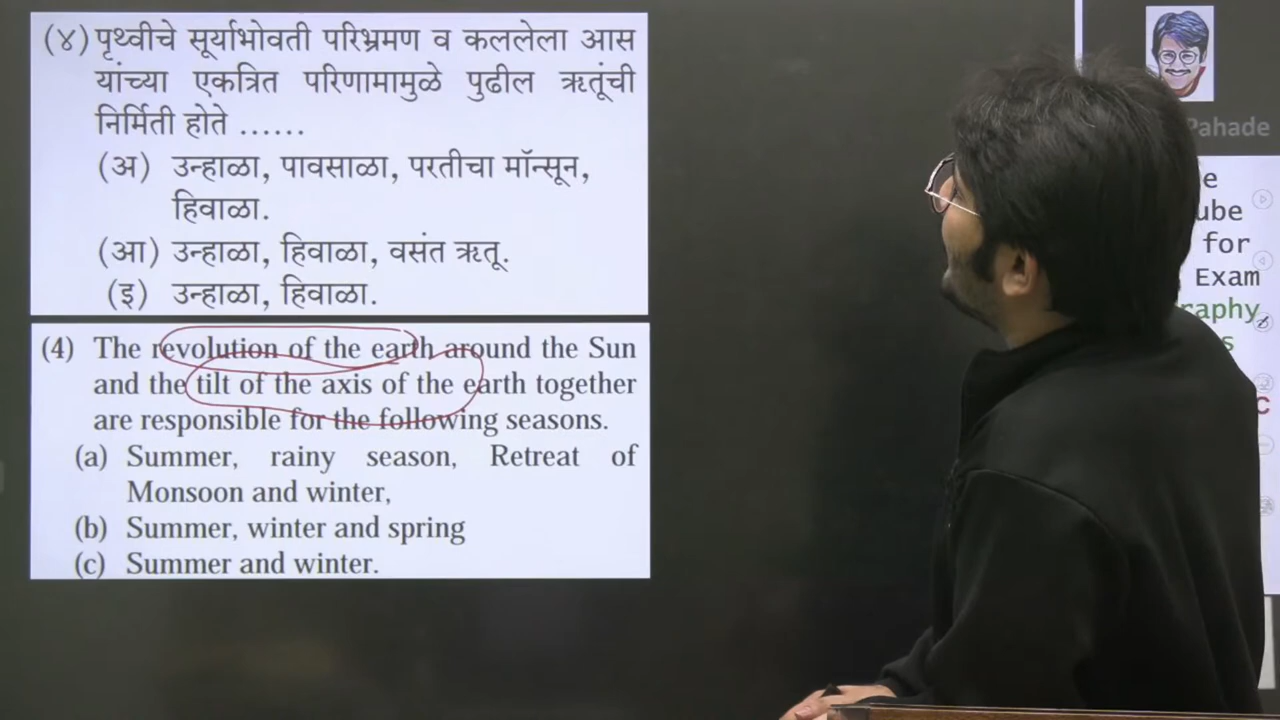 (४) पृथ्वीचे सूर्याभोवती परिभ्रमण व कललेला आस
यांच्या एकत्रित परिणामामुळे पुढील ऋतूंची
निर्मिती होते ......
(अ) उन्हाळा, पावसाळा, परतीचा मॉन्सून,
हिवाळा.
(आ) उन्हाळा, हिवाळा, वसंत ऋतू.
(इ) उन्हाळा, हिवाळा.
(4) The revolution of the earth around the Sun
and the tilt of the axis of the earth together
are responsible for the following seasons.
(a) Summer, rainy season, Retreat of
Monsoon and winter,
(b) Summer, winter and spring
(c) Summer and winter.
Pahade
for
Exam